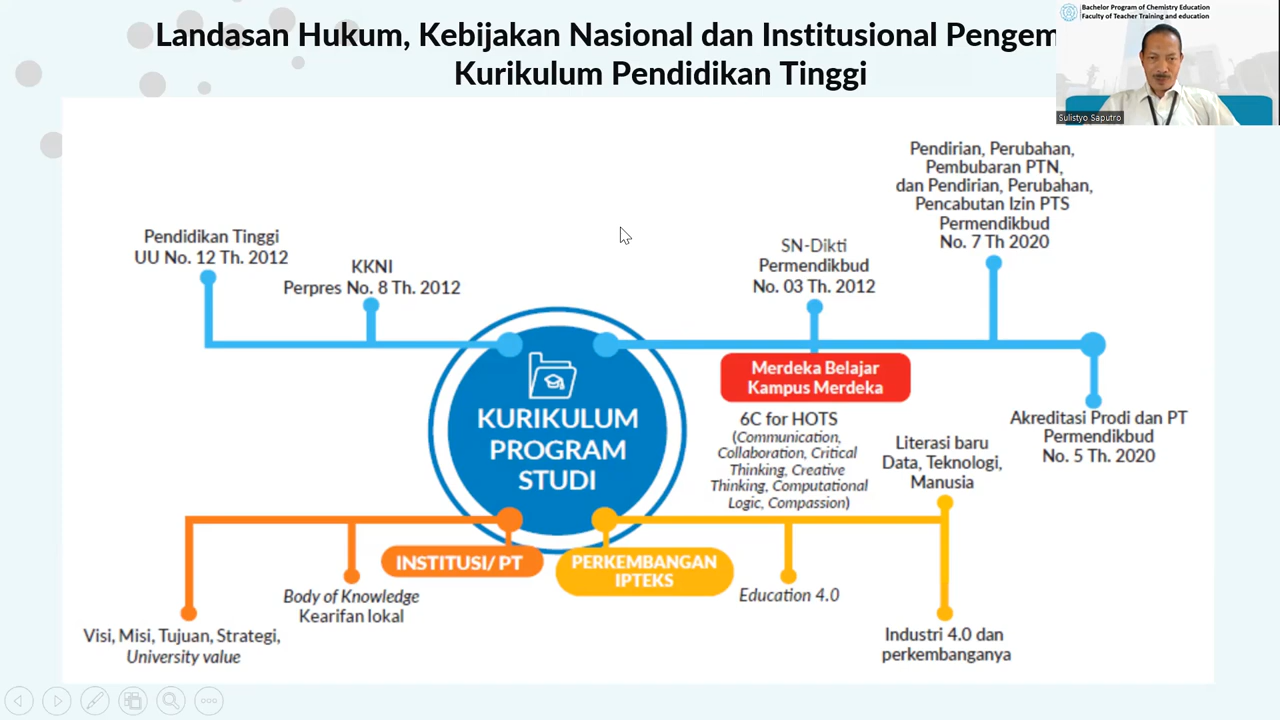 Landasan Hukum, Kebijakan Nasional dan Institusional Pengem
Kurikulum Pendidikan Tinggi
Bachelor Program of Chemistry Education
Faculty of Teacher Training and education
Sulistyo Saputro
Pendidikan Tinggi
UU No. 12 Th. 2012
KKNI
Perpres No. 8 Th. 2012
SN-Dikti
Permendikbud
No. 03 Th. 2012
Pendirian, Perubahan,
Pembubaran PTN,
dan Pendirian, Perubahan,
Pencabutan Izin PTS
Permendikbud
No. 7 Th 2020
KURIKULUM
PROGRAM
STUDI
Merdeka Belajar
Kampus Merdeka
6C for HOTS
(Communication,
Collaboration, Critical
Thinking, Creative
Thinking, Computational
Logic, Compassion)
Literasi baru
Data, Teknologi,
Manusia
Akreditasi Prodi dan PT
Permendikbud
No. 5 Th. 2020
INSTITUSI/ PT
PERKEMBANGAN
IPTEKS
Body of Knowledge
Kearifan lokal
Education 4.0
Visi, Misi, Tujuan, Strategi,
University value
Industri 4.0 dan
perkembanganya